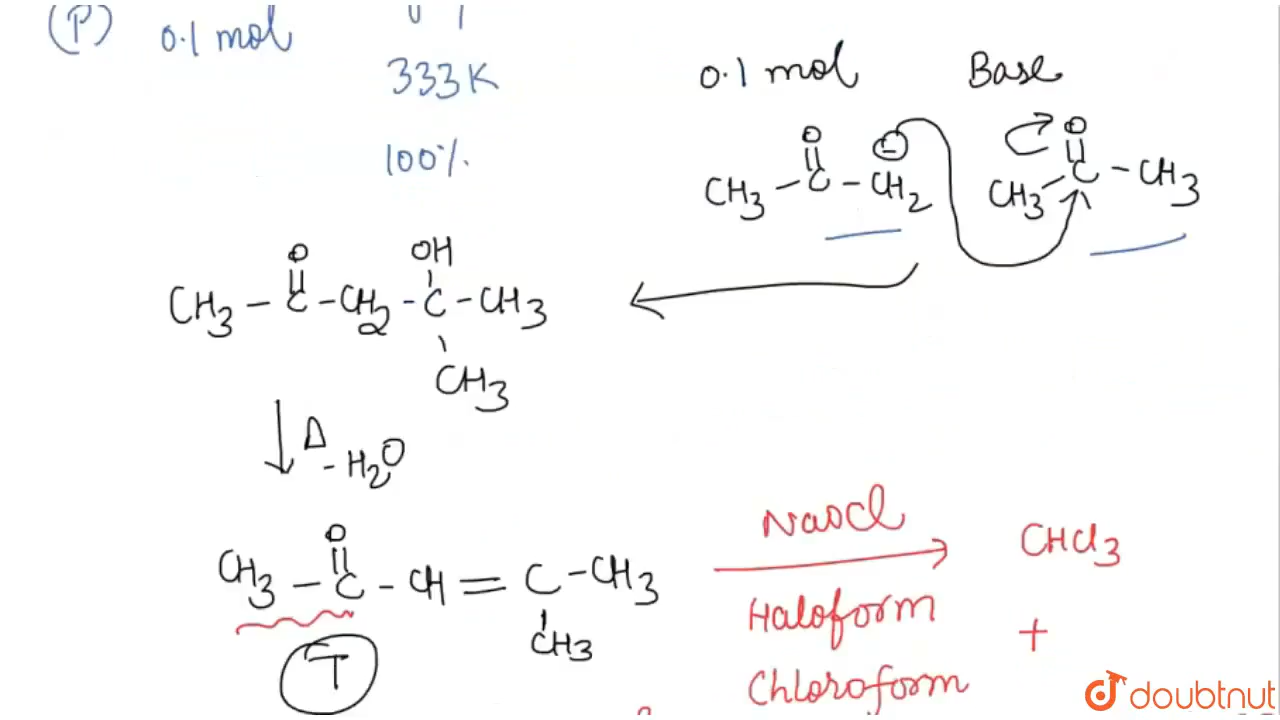 (P) 0.1 mol
333K
100%
0.1 mol Base
O O
CH3 - C - CH2 CH3 C - CH3
O OH
CH3 - C - CH2 - C - CH3
CH3
Δ
-H2O
O
CH3 - C - CH = C - CH3
CH3
T
NaOCl
CHCl3
Haloform
+
Chloroform
doubtnut